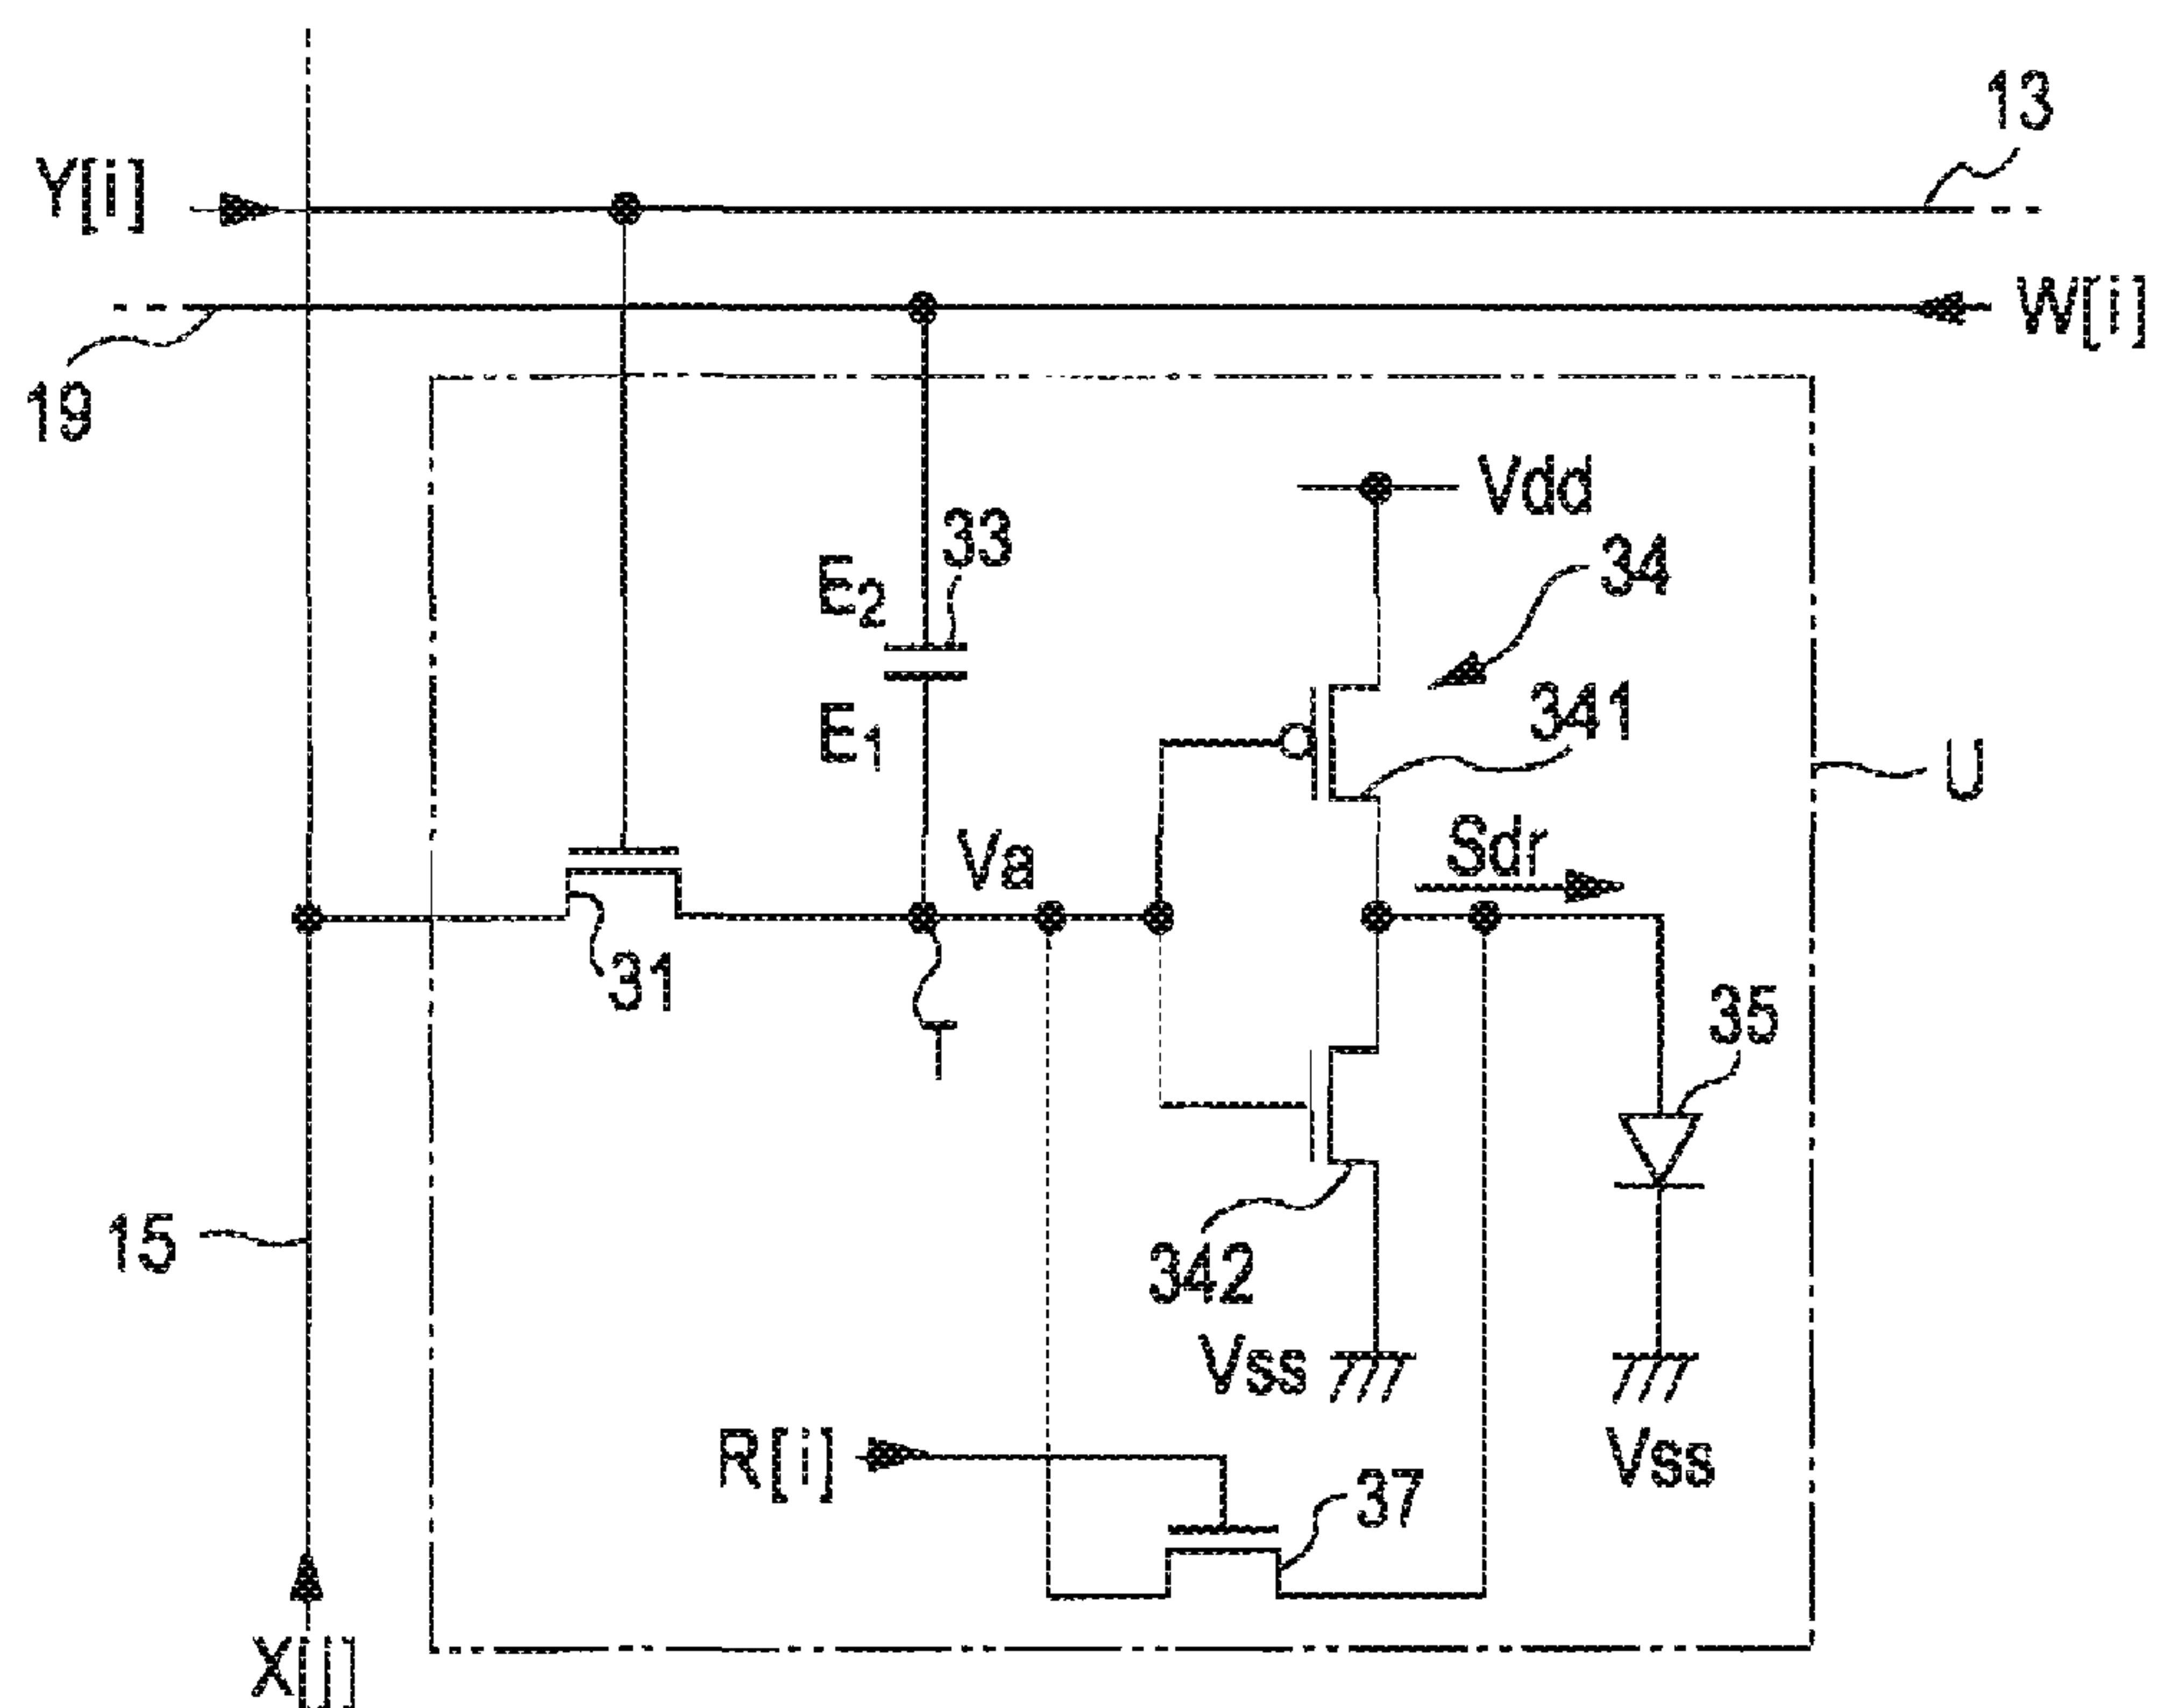 13
Y[i]
W[i]
19
Vdd
33
34
E2
341
E1
U
Va
Sdr
31
T
35
15
342
Vss
Vss
R[i]
37
X[j]